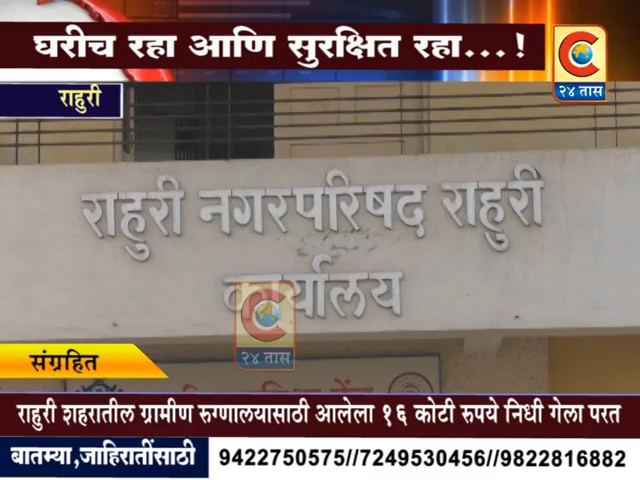 घरीच रहा आणि सुरक्षित रहा...!
C
२४ तास
राहुरी
राहुरी नगरपरिषद राहुरी
कार्यालय
C
२४ तास
संग्रहित
राहुरी शहरातील ग्रामीण रुग्णालयासाठी आलेला १६ कोटी रुपये निधी गेला परत
बातम्या,जाहिरातींसाठी
9422750575//7249530456//9822816882